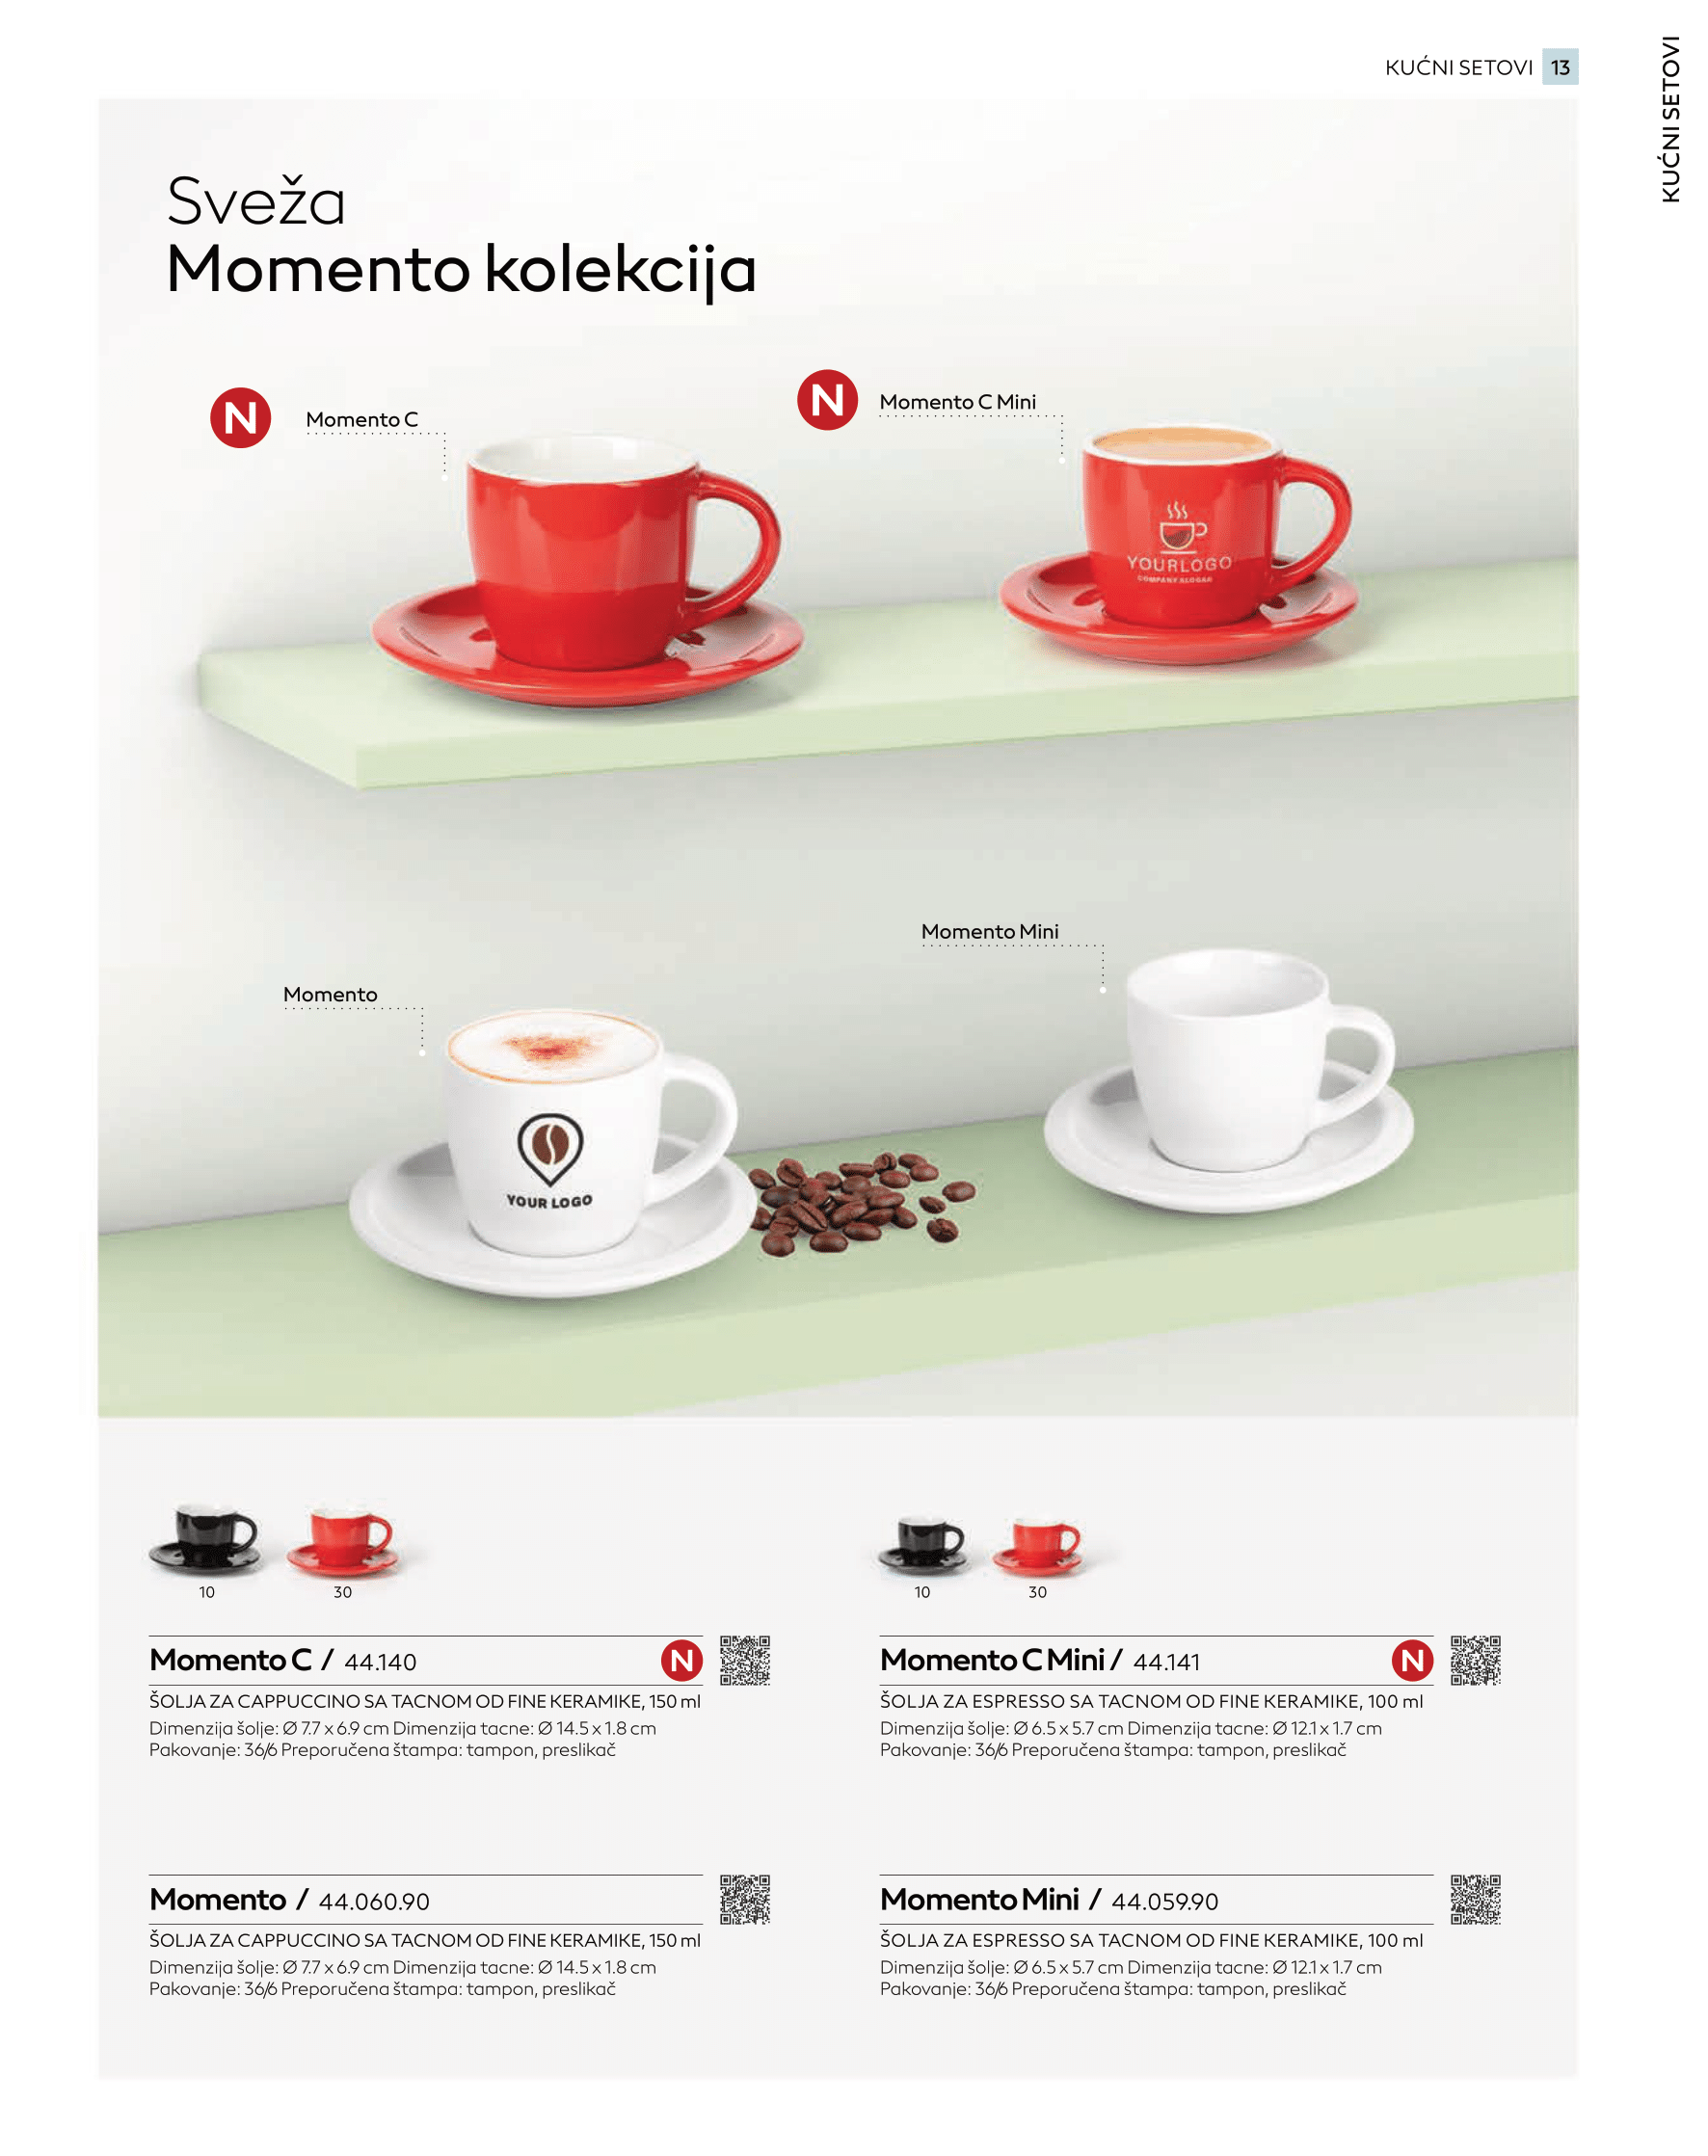 KUĆNI SETOVI 13
KUĆNI SETOVI
Sveža
Momento kolekcija
N
Momento C
N
Momento C Mini
YOURLOGO
COMPANY SLOGAN
Momento Mini
Momento
YOUR LOGO
10 30
10 30
Momento C / 44.140 N
ŠOLJA ZA CAPPUCCINO SA TACNOM OD FINE KERAMIKE, 150 ml
Dimenzija šolje: Ø 7.7 x 6.9 cm Dimenzija tacne: Ø 14.5 x 1.8 cm
Pakovanje: 36/6 Preporučena štampa: tampon, preslikač
Momento C Mini / 44.141 N
ŠOLJA ZA ESPRESSO SA TACNOM OD FINE KERAMIKE, 100 ml
Dimenzija šolje: Ø 6.5 x 5.7 cm Dimenzija tacne: Ø 12.1 x 1.7 cm
Pakovanje: 36/6 Preporučena štampa: tampon, preslikač
Momento / 44.060.90
ŠOLJA ZA CAPPUCCINO SA TACNOM OD FINE KERAMIKE, 150 ml
Dimenzija šolje: Ø 7.7 x 6.9 cm Dimenzija tacne: Ø 14.5 x 1.8 cm
Pakovanje: 36/6 Preporučena štampa: tampon, preslikač
Momento Mini / 44.059.90
ŠOLJA ZA ESPRESSO SA TACNOM OD FINE KERAMIKE, 100 ml
Dimenzija šolje: Ø 6.5 x 5.7 cm Dimenzija tacne: Ø 12.1 x 1.7 cm
Pakovanje: 36/6 Preporučena štampa: tampon, preslikač